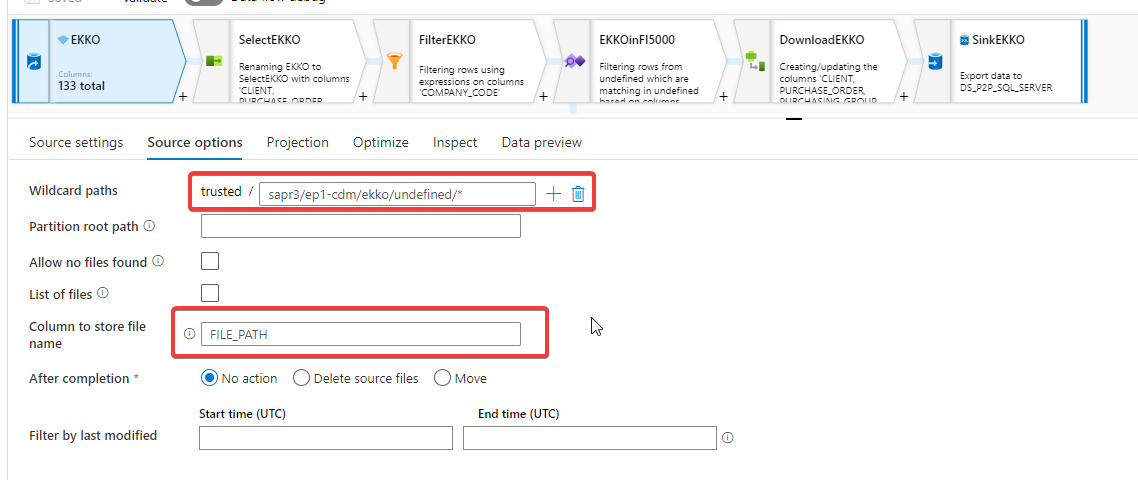 Saved
Validate
Data flow debug
EKKO
Columns:
133 total
+
SelectEKKO
Renaming EKKO to
SelectEKKO with columns
'CLIENT,
PURCHASE_ORDER,
+
FilterEKKO
Filtering rows using
expressions on columns
'COMPANY_CODE'
+
EKKOinFI5000
Filtering rows from
undefined which are
matching in undefined
based on columns
+
DownloadEKKO
Creating/updating the
columns 'CLIENT,
PURCHASE_ORDER,
PURCHASING_GROUP,
+
SinkEKKO
Export data to
DS_P2P_SQL_SERVER
Source settings
Source options
Projection
Optimize
Inspect
Data preview
Wildcard paths
trusted / sapr3/ep1-cdm/ekko/undefined/*
Partition root path
Allow no files found
List of files
Column to store file
name
FILE_PATH
After completion *
No action
Delete source files
Move
Start time (UTC)
End time (UTC)
Filter by last modified